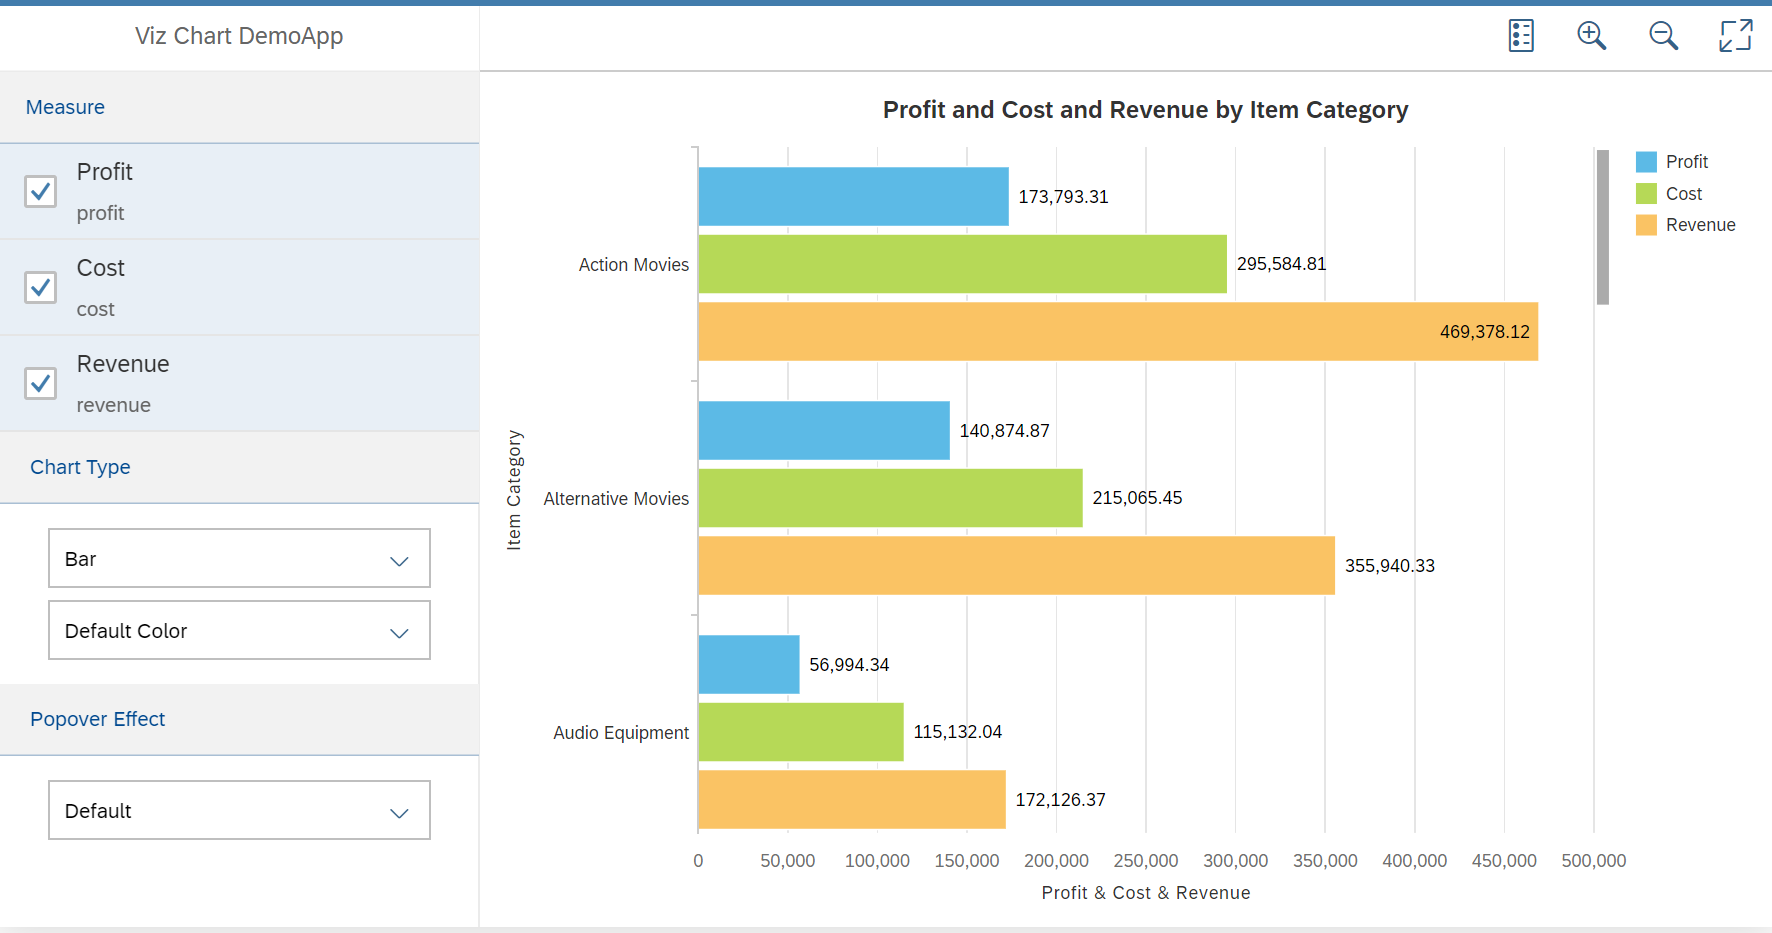 Viz Chart DemoApp
Measure
Profit
profit
Cost
cost
Revenue
revenue
Chart Type
Bar
Default Color
Popover Effect
Default
Profit and Cost and Revenue by Item Category
Profit
Cost
Revenue
Item Category
Action Movies
173,793.31
295,584.81
469,378.12
Alternative Movies
140,874.87
215,065.45
355,940.33
Audio Equipment
56,994.34
115,132.04
172,126.37
0 50,000 100,000 150,000 200,000 250,000 300,000 350,000 400,000 450,000 500,000
Profit & Cost & Revenue